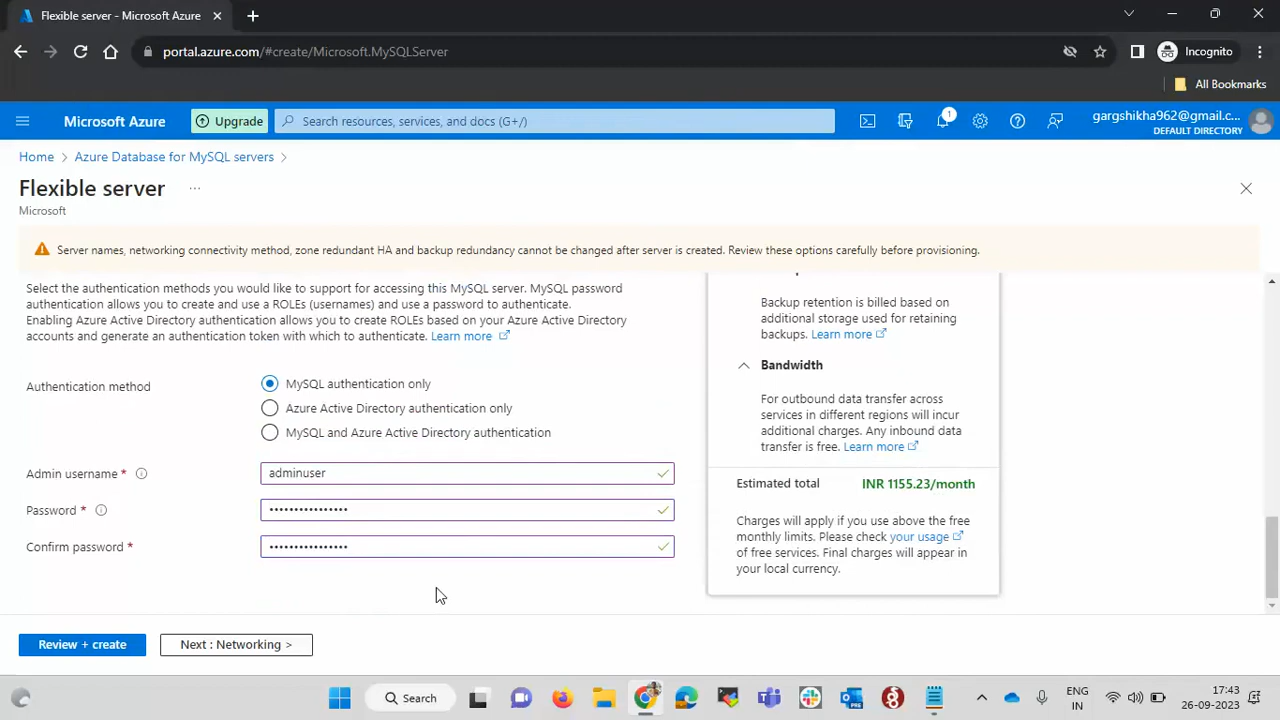 Flexible server - Microsoft Azure
portal.azure.com/#create/Microsoft.MySQLServer
Incognito
All Bookmarks
Microsoft Azure
Upgrade
Search resources, services, and docs (G+/)
1
gargshikha962@gmail.c...
DEFAULT DIRECTORY
Home > Azure Database for MySQL servers >
Flexible server ...
Microsoft
Server names, networking connectivity method, zone redundant HA and backup redundancy cannot be changed after server is created. Review these options carefully before provisioning.
Select the authentication methods you would like to support for accessing this MySQL server. MySQL password
authentication allows you to create and use a ROLEs (usernames) and use a password to authenticate.
Enabling Azure Active Directory authentication allows you to create ROLEs based on your Azure Active Directory
accounts and generate an authentication token with which to authenticate. Learn more
Authentication method
MySQL authentication only
Azure Active Directory authentication only
MySQL and Azure Active Directory authentication
Admin username *
adminuser
Password *
••••••••••••••••
Confirm password *
••••••••••••••••
Backup retention is billed based on
additional storage used for retaining
backups. Learn more
Bandwidth
For outbound data transfer across
services in different regions will incur
additional charges. Any inbound data
transfer is free. Learn more
Estimated total INR 1155.23/month
Charges will apply if you use above the free
monthly limits. Please check your usage
of free services. Final charges will appear in
your local currency.
Review + create
Next : Networking >
Search
ENG
IN
17:43
26-09-2023